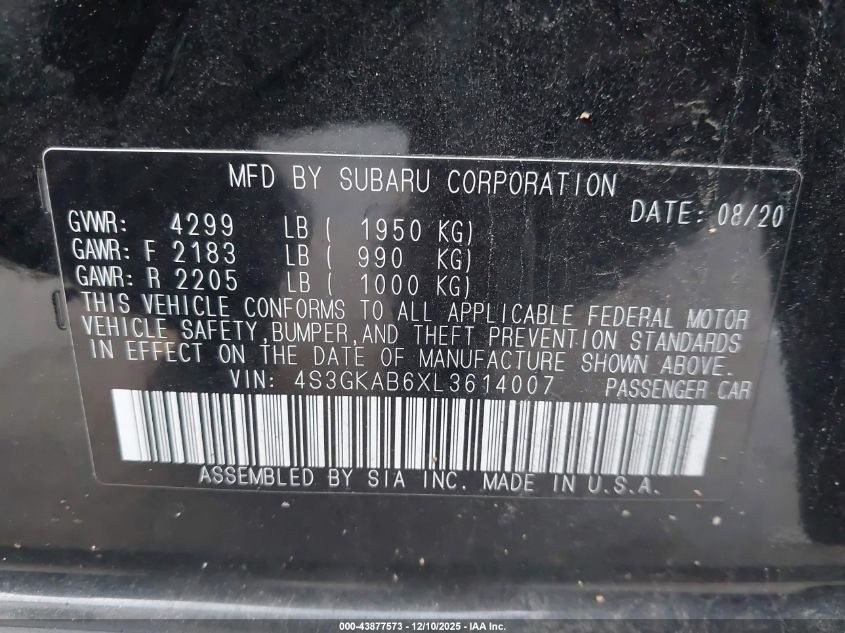 MFD BY SUBARU CORPORATION
GVWR: 4299 LB ( 1950 KG) DATE: 08/20
GAWR: F 2183 LB ( 990 KG)
GAWR: R 2205 LB ( 1000 KG)
THIS VEHICLE CONFORMS TO ALL APPLICABLE FEDERAL MOTOR
VEHICLE SAFETY,BUMPER,AND THEFT PREVENTION STANDARDS
IN EFFECT ON THE DATE OF MANUFACTURE SHOWN ABOVE.
VIN: 4S3GKAB6XL3614007 PASSENGER CAR
ASSEMBLED BY SIA INC. MADE IN U.S.A.
000-43877573 - 12/10/2025 - IAA Inc.